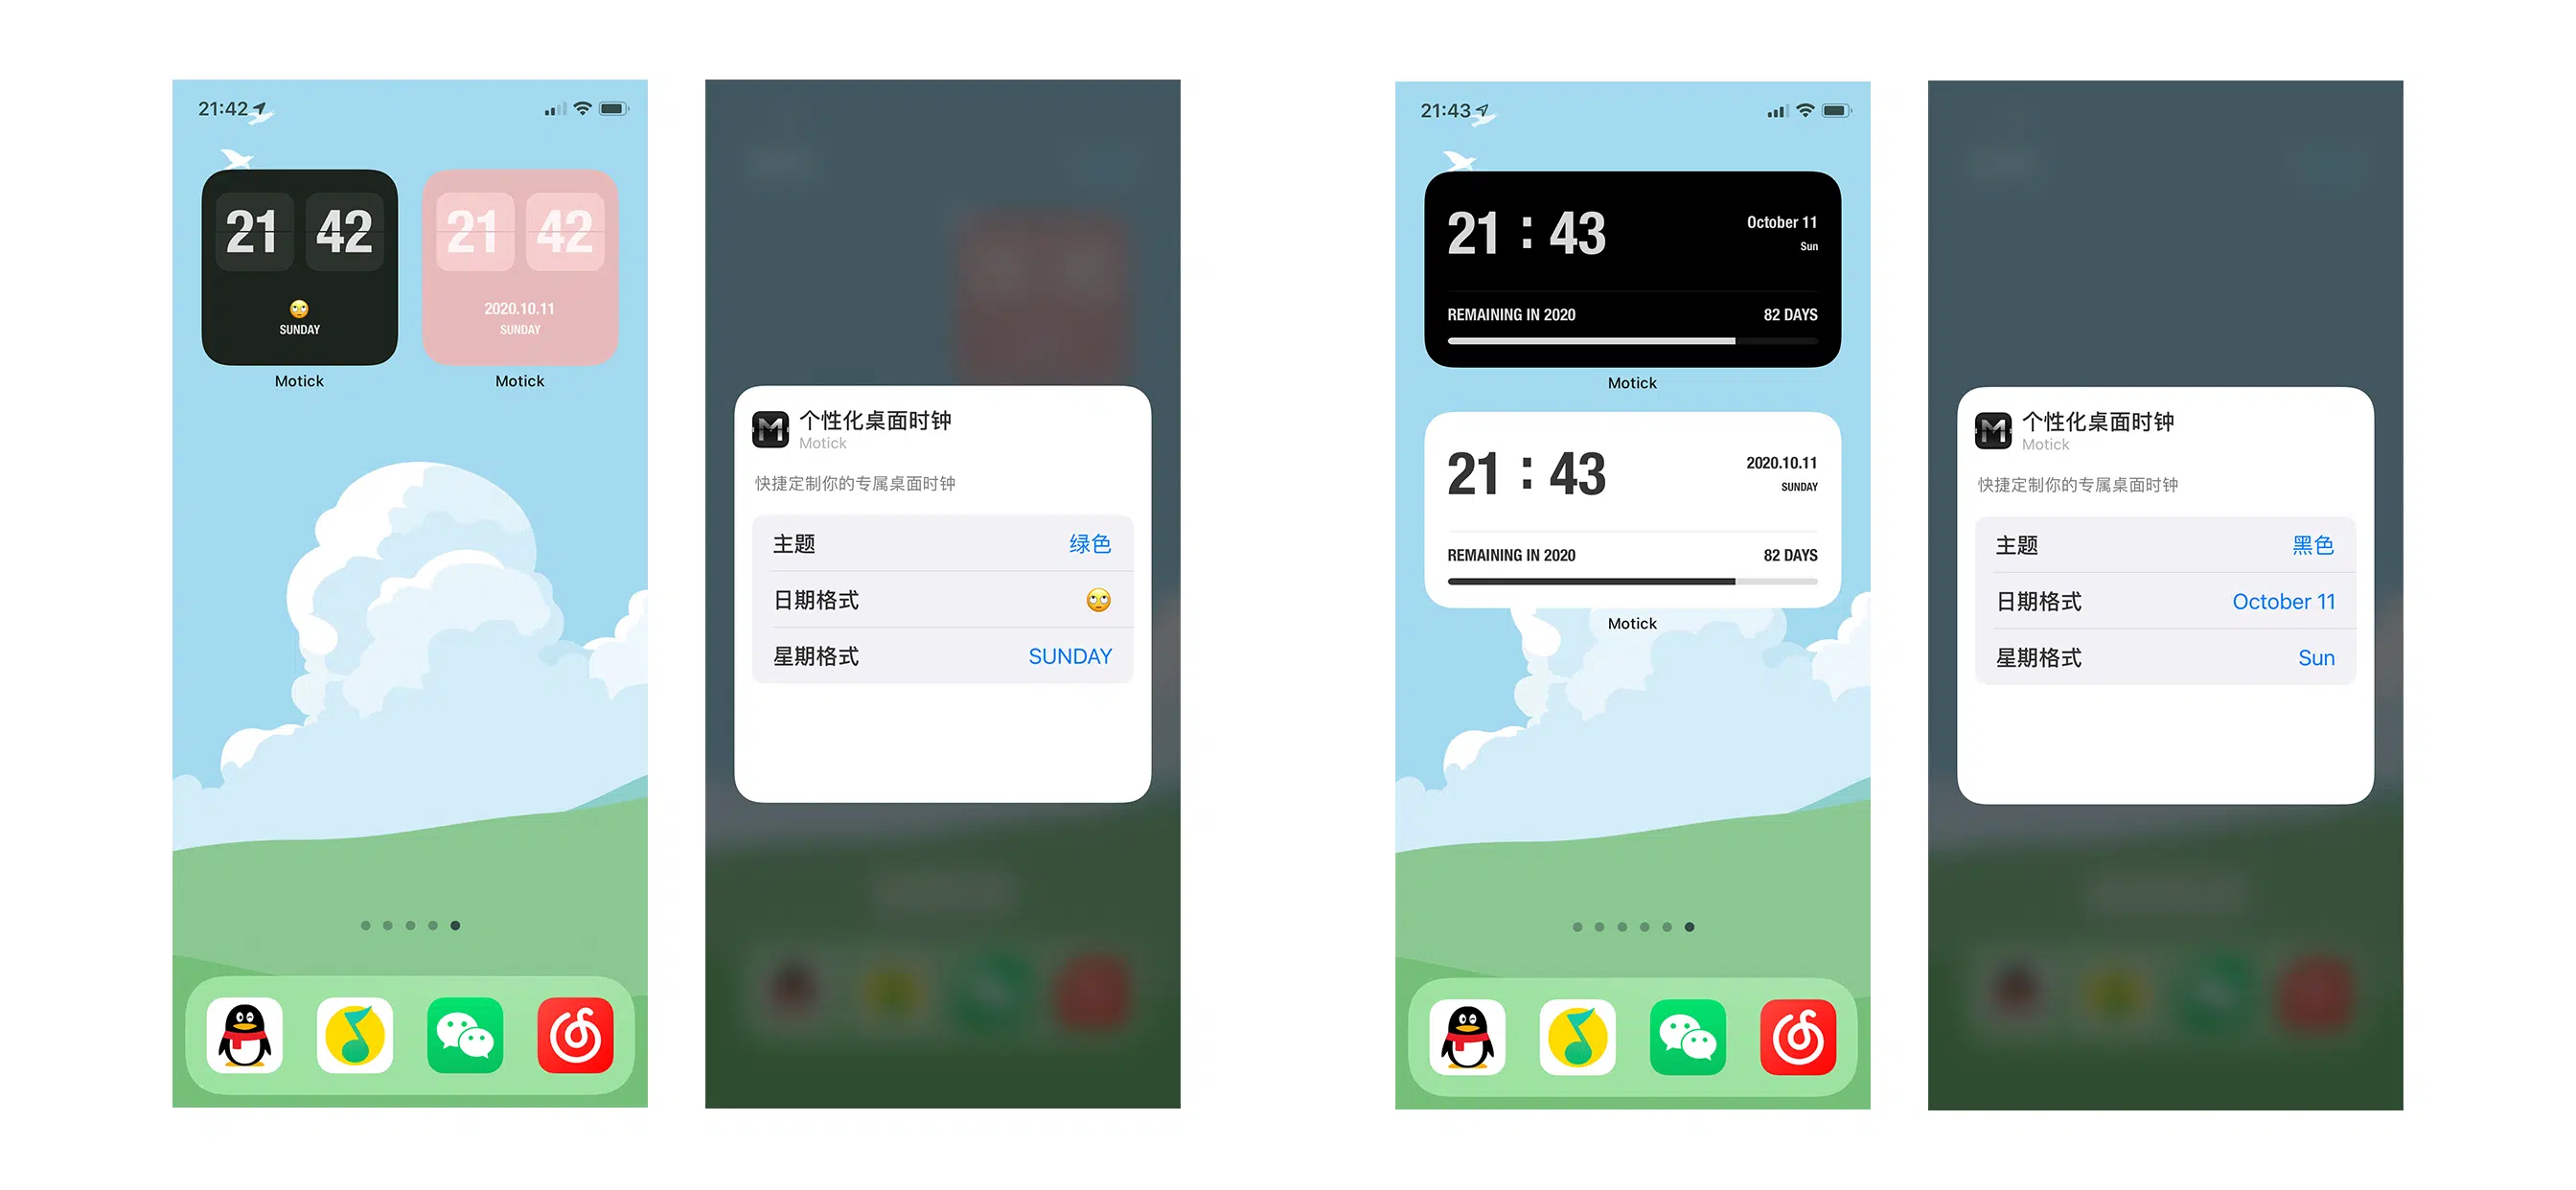 21:42
21 42
🙄
SUNDAY
Motick
21 42
2020.10.11
SUNDAY
Motick
M 个性化桌面时钟
Motick
快捷定制你的专属桌面时钟
主题 绿色
日期格式 🙄
星期格式 SUNDAY
21:43
21 : 43
October 11
Sun
REMAINING IN 2020 82 DAYS
Motick
21 : 43
2020.10.11
SUNDAY
REMAINING IN 2020 82 DAYS
Motick
M 个性化桌面时钟
Motick
快捷定制你的专属桌面时钟
主题 黑色
日期格式 October 11
星期格式 Sun